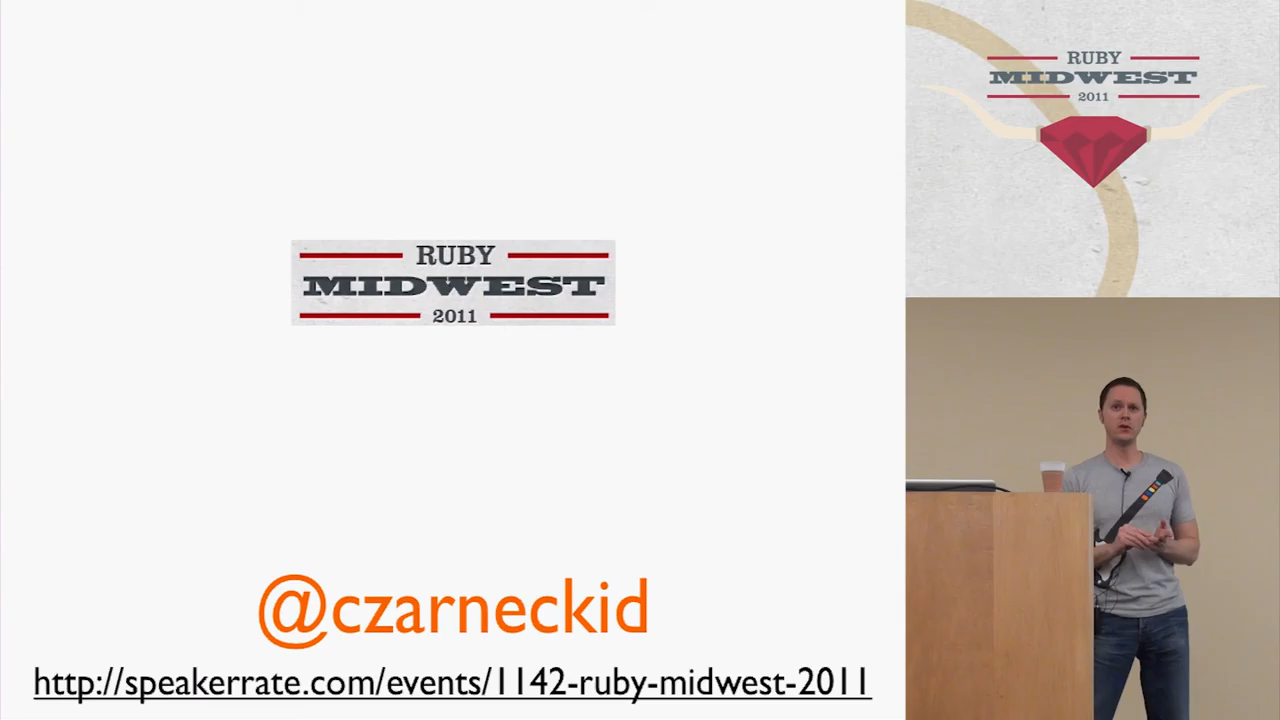 RUBY
MIDWEST
2011
@czarneckid
http://speakerrate.com/events/1142-ruby-midwest-2011
RUBY
MIDWEST
2011